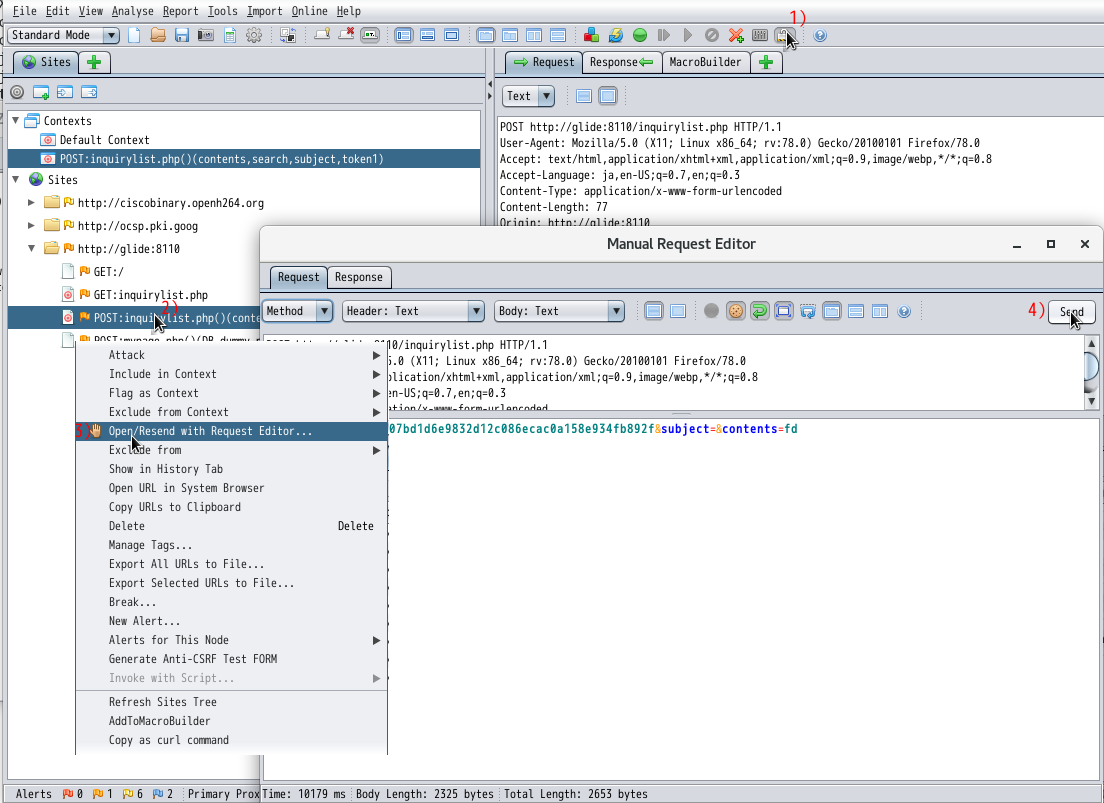 File Edit View Analyse Report Tools Import Online Help
1)
Standard Mode
Sites
Request Response MacroBuilder
Text
Contexts
Default Context
POST:inquirylist.php()(contents,search,subject,token1)
Sites
http://ciscobinary.openh264.org
http://ocsp.pki.goog
http://glide:8110
GET:/
GET:inquirylist.php
2)
POST:inquirylist.php()(conte
POST http://glide:8110/inquirylist.php HTTP/1.1
User-Agent: Mozilla/5.0 (X11; Linux x86_64; rv:78.0) Gecko/20100101 Firefox/78.0
Accept: text/html,application/xhtml+xml,application/xml;q=0.9,image/webp,*/*;q=0.8
Accept-Language: ja,en-US;q=0.7,en;q=0.3
Content-Type: application/x-www-form-urlencoded
Content-Length: 77
Origin: http://glide:8110
Manual Request Editor
Request Response
Method Header: Text Body: Text
4) Send
10/inquirylist.php HTTP/1.1
5.0 (X11; Linux x86_64; rv:78.0) Gecko/20100101 Firefox/78.0
plication/xhtml+xml,application/xml;q=0.9,image/webp,*/*;q=0.8
en-US;q=0.7,en;q=0.3
07bd1d6e9832d12c086ecac0a158e934fb892f&subject=&contents=fd
Attack
Include in Context
Flag as Context
Exclude from Context
3) Open/Resend with Request Editor...
Exclude from
Show in History Tab
Open URL in System Browser
Copy URLs to Clipboard
Delete Delete
Manage Tags...
Export All URLs to File...
Export Selected URLs to File...
Break...
New Alert...
Alerts for This Node
Generate Anti-CSRF Test FORM
Invoke with Script...
Refresh Sites Tree
AddToMacroBuilder
Copy as curl command
Alerts 0 1 6 2 Primary Prox Time: 10179 ms Body Length: 2325 bytes Total Length: 2653 bytes